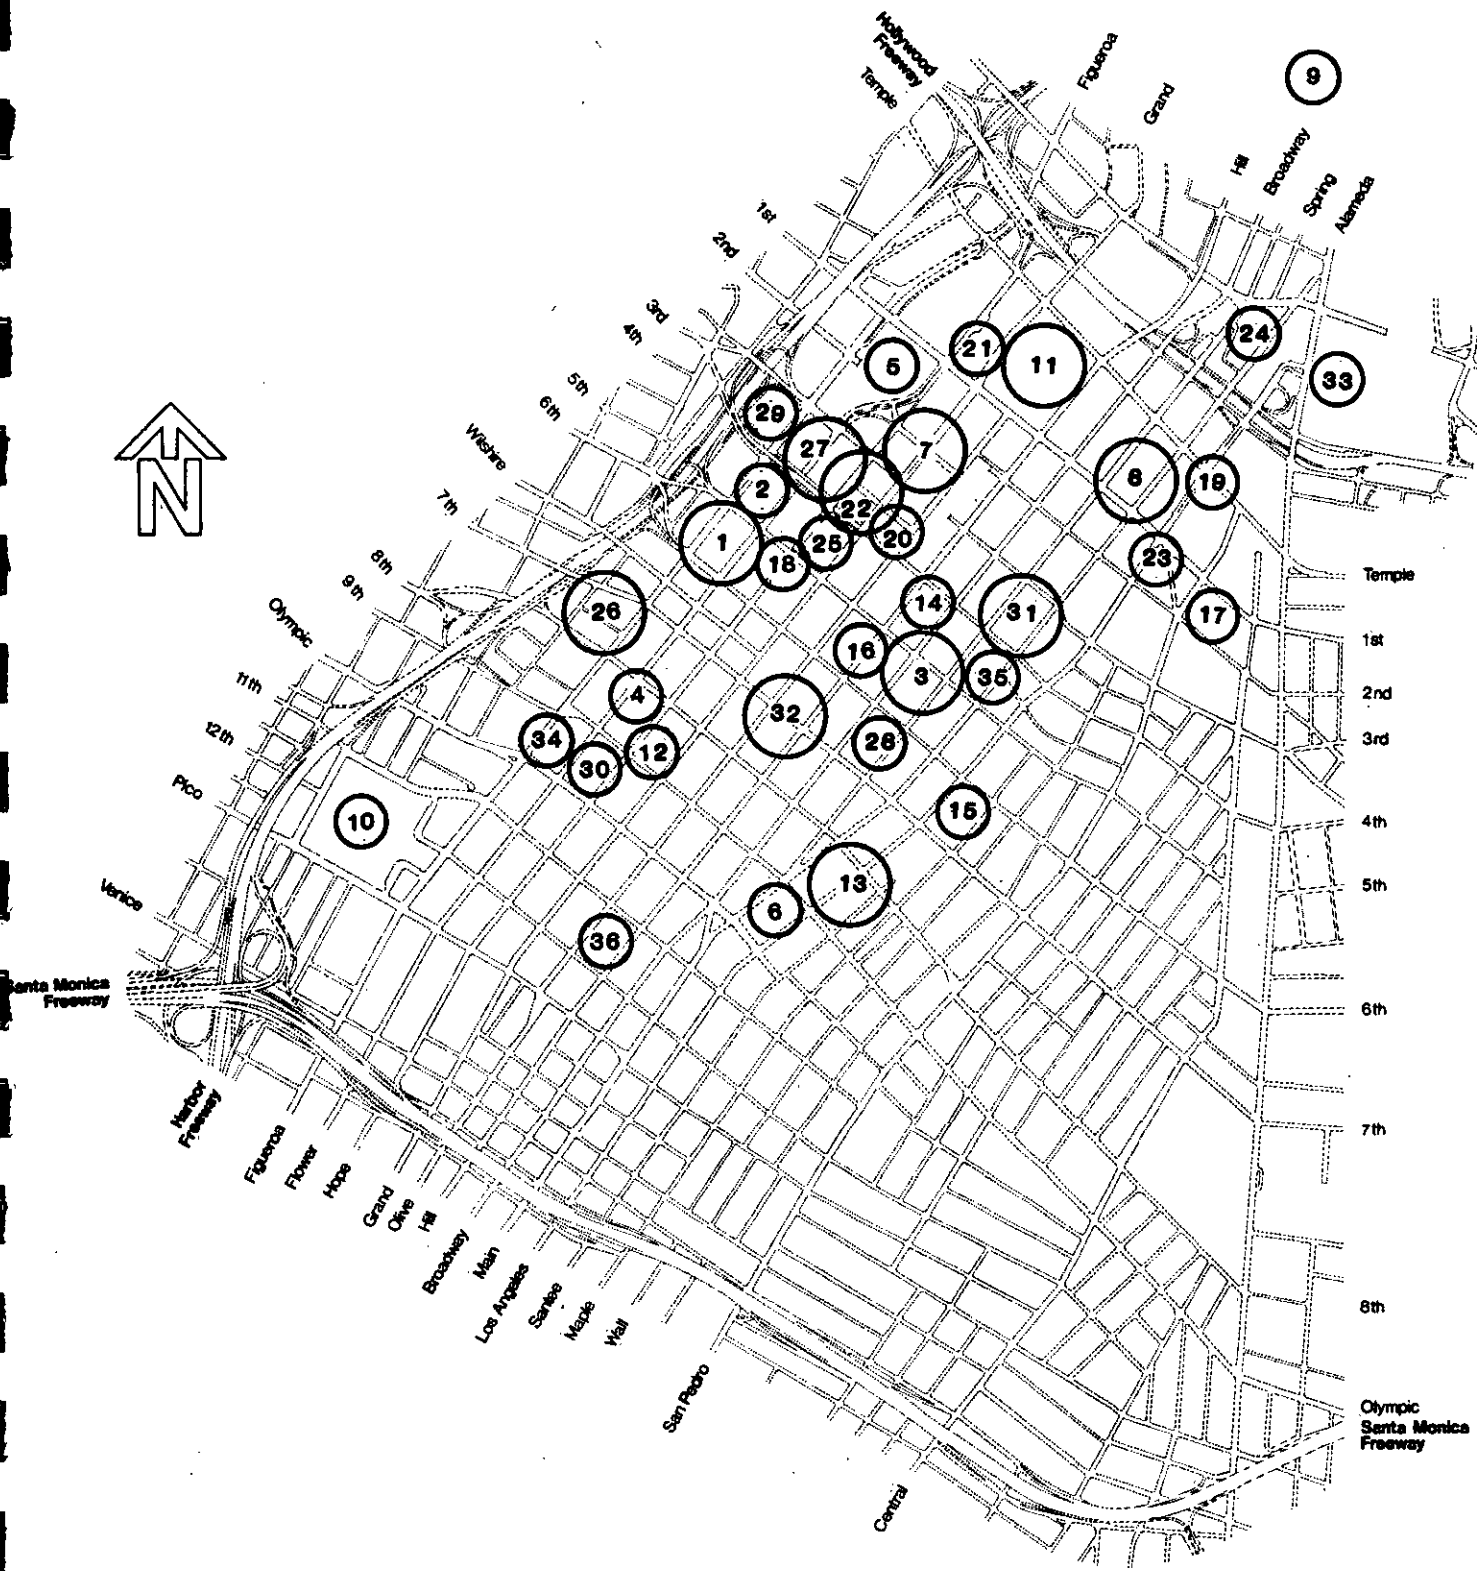 Hollywood
Freeway
Temple
Figueroa
Grand
9
Hill
Broadway
Spring
Alameda
1st
2nd
3rd
4th
5th
6th
Wilshire
7th
8th
9th
Olympic
11th
12th
Pico
Venice
Santa Monica
Freeway
Harbor
Freeway
N
24
21
11
5
33
29
27
7
8
19
2
22
1
25
20
18
23
26
14
31
17
16
3
35
4
32
34
12
28
30
10
15
13
6
36
Temple
1st
2nd
3rd
4th
5th
6th
7th
8th
Olympic
Santa Monica
Freeway
Figueroa
Flower
Hope
Grand
Olive
Hill
Broadway
Main
Los Angeles
Santee
Maple
Wall
San Pedro
Central